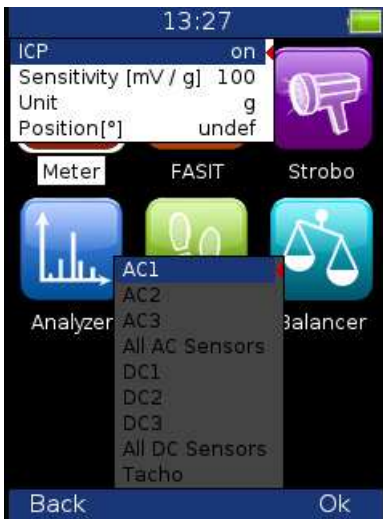 13:27
ICP on
Sensitivity [mV / g] 100
Unit g
Position[°] undef
Meter FASIT Strobo
Analyzer Balancer
AC1
AC2
AC3
All AC Sensors
DC1
DC2
DC3
All DC Sensors
Tacho
Back Ok